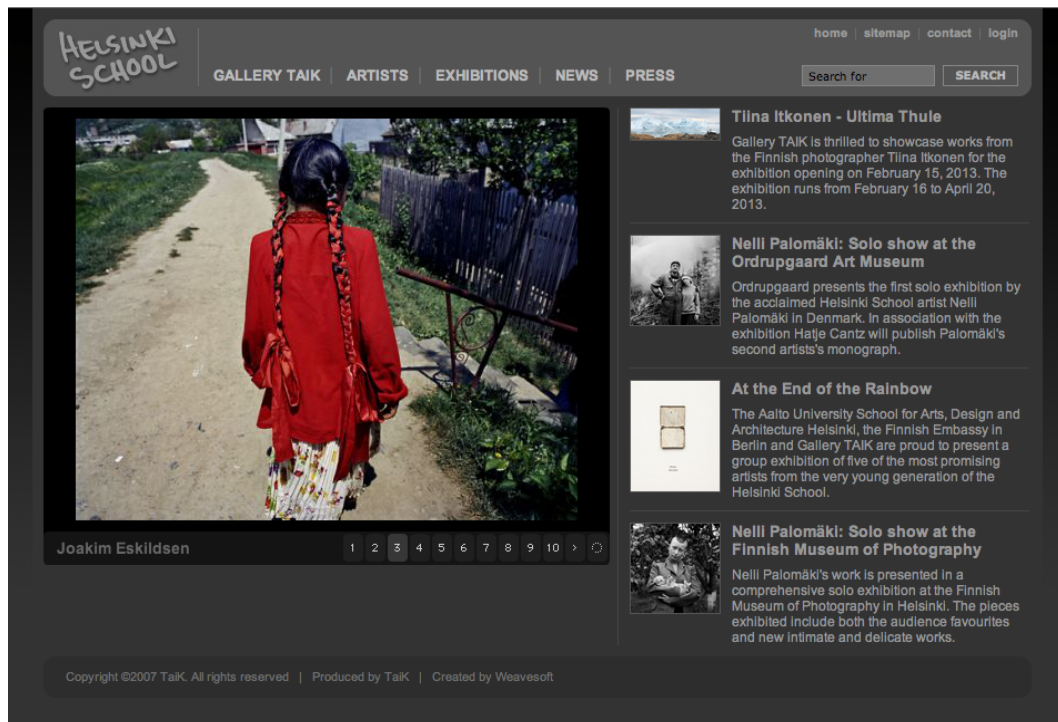 HELSINKI
SCHOOL
home | sitemap | contact | login
GALLERY TAIK | ARTISTS | EXHIBITIONS | NEWS | PRESS
Search for
SEARCH
Joakim Eskildsen
1 2 3 4 5 6 7 8 9 10 >
Tiina Itkonen - Ultima Thule
Gallery TAIK is thrilled to showcase works from
the Finnish photographer Tiina Itkonen for the
exhibition opening on February 15, 2013. The
exhibition runs from February 16 to April 20,
2013.
Nelli Palomäki: Solo show at the
Ordrupgaard Art Museum
Ordrupgaard presents the first solo exhibition by
the acclaimed Helsinki School artist Nelli
Palomäki in Denmark. In association with the
exhibition Hatje Cantz will publish Palomäki's
second artists's monograph.
At the End of the Rainbow
The Aalto University School for Arts, Design and
Architecture Helsinki, the Finnish Embassy in
Berlin and Gallery TAIK are proud to present a
group exhibition of five of the most promising
artists from the very young generation of the
Helsinki School.
Nelli Palomäki: Solo show at the
Finnish Museum of Photography
Nelli Palomäki's work is presented in a
comprehensive solo exhibition at the Finnish
Museum of Photography in Helsinki. The pieces
exhibited include both the audience favourites
and new intimate and delicate works.
Copyright ©2007 TaiK. All rights reserved | Produced by TaiK | Created by Weavesoft